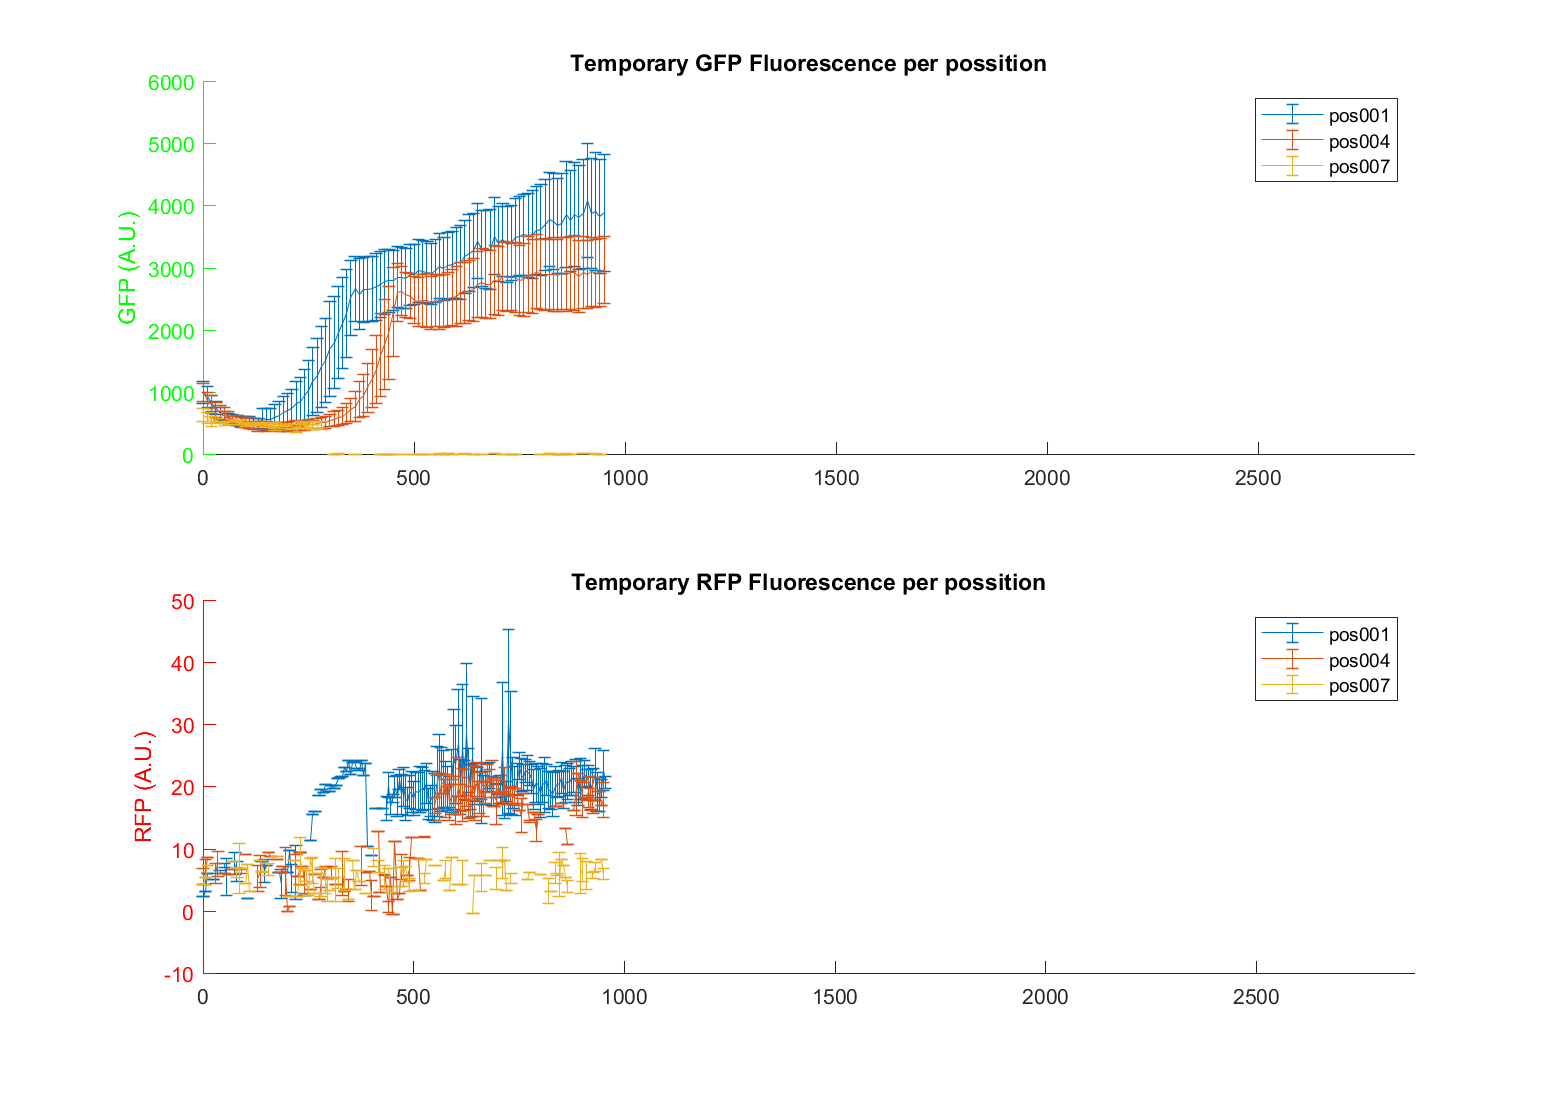 Temporary GFP Fluorescence per possition
6000
5000
4000
3000
2000
1000
0
GFP (A.U.)
pos001
pos004
pos007
0 500 1000 1500 2000 2500
Temporary RFP Fluorescence per possition
50
40
30
20
10
0
-10
RFP (A.U.)
pos001
pos004
pos007
0 500 1000 1500 2000 2500